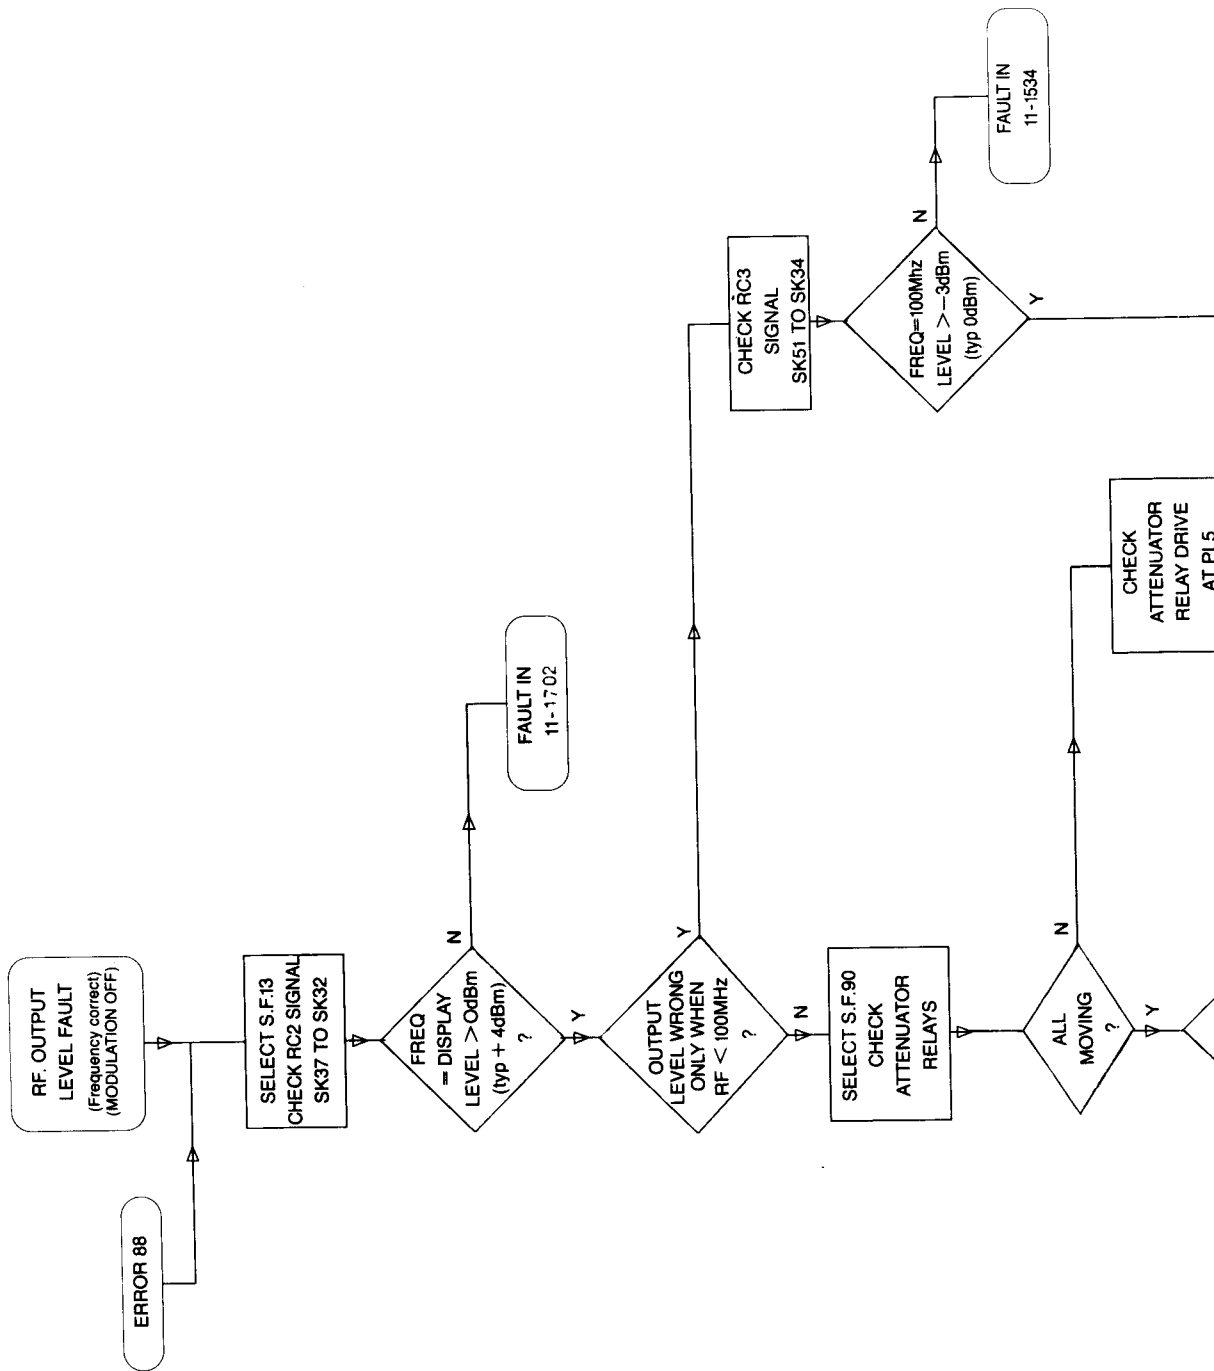 ERROR 88
RF. OUTPUT
LEVEL FAULT
(Frequency correct)
(MODULATION OFF)
SELECT S.F.13
CHECK RC2 SIGNAL
SK37 TO SK32
FREQ
= DISPLAY
LEVEL > 0dBm
(typ + 4dBm)
?
N
FAULT IN
11-1702
Y
OUTPUT
LEVEL WRONG
ONLY WHEN
RF < 100MHz
?
Y
CHECK RC3
SIGNAL
SK51 TO SK34
FREQ=100Mhz
LEVEL > -3dBm
(typ 0dBm)
N
FAULT IN
11-1534
Y
N
SELECT S.F.90
CHECK
ATTENUATOR
RELAYS
ALL
MOVING
?
N
CHECK
ATTENUATOR
RELAY DRIVE
AT PL5
Y